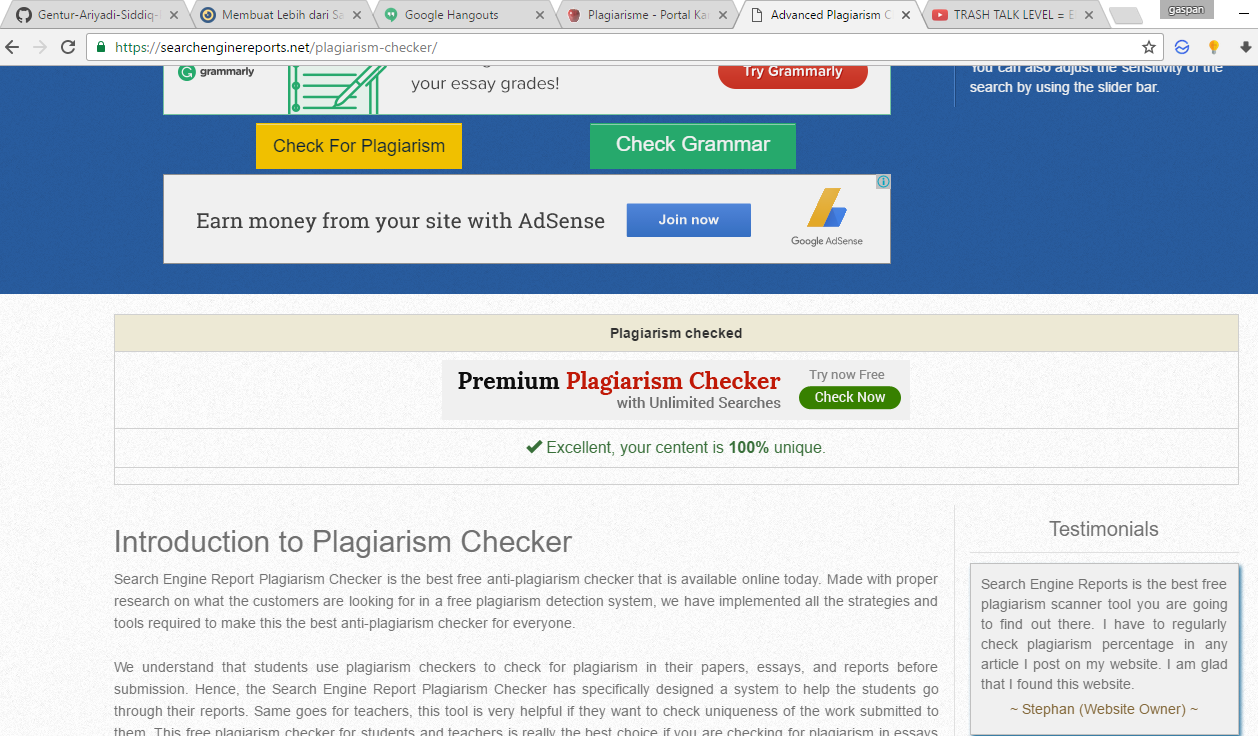 Gentur-Ariyadi-Siddiq-
Membuat Lebih dari Sa
Google Hangouts
Plagiarisme - Portal Kar
Advanced Plagiarism C
TRASH TALK LEVEL = E
gaspan
https://searchenginereports.net/plagiarism-checker/
grammarly
your essay grades!
Try Grammarly
You can also adjust the sensitivity of the
search by using the slider bar.
Check For Plagiarism
Check Grammar
Earn money from your site with AdSense
Join now
Google AdSense
Plagiarism checked
Premium Plagiarism Checker
with Unlimited Searches
Try now Free
Check Now
Excellent, your centent is 100% unique.
Introduction to Plagiarism Checker
Search Engine Report Plagiarism Checker is the best free anti-plagiarism checker that is available online today. Made with proper
research on what the customers are looking for in a free plagiarism detection system, we have implemented all the strategies and
tools required to make this the best anti-plagiarism checker for everyone.
We understand that students use plagiarism checkers to check for plagiarism in their papers, essays, and reports before
submission. Hence, the Search Engine Report Plagiarism Checker has specifically designed a system to help the students go
through their reports. Same goes for teachers, this tool is very helpful if they want to check uniqueness of the work submitted to
them. This free plagiarism checker for students and teachers is really the best choice if you are checking for plagiarism in essays
Testimonials
Search Engine Reports is the best free
plagiarism scanner tool you are going
to find out there. I have to regularly
check plagiarism percentage in any
article I post on my website. I am glad
that I found this website.
~ Stephan (Website Owner) ~